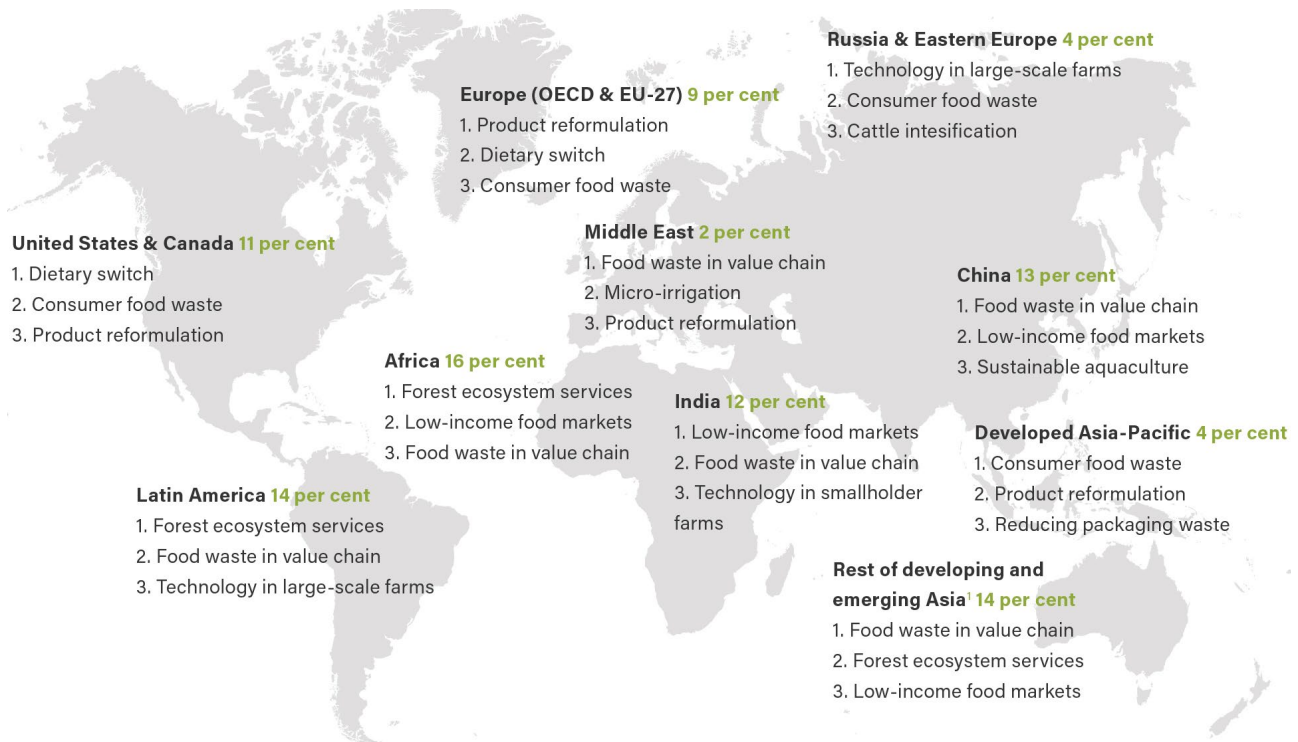 Russia & Eastern Europe 4 per cent
1. Technology in large-scale farms
2. Consumer food waste
3. Cattle intesification
Europe (OECD & EU-27) 9 per cent
1. Product reformulation
2. Dietary switch
3. Consumer food waste
United States & Canada 11 per cent
1. Dietary switch
2. Consumer food waste
3. Product reformulation
Middle East 2 per cent
1. Food waste in value chain
2. Micro-irrigation
3. Product reformulation
China 13 per cent
1. Food waste in value chain
2. Low-income food markets
3. Sustainable aquaculture
Africa 16 per cent
1. Forest ecosystem services
2. Low-income food markets
3. Food waste in value chain
India 12 per cent
1. Low-income food markets
2. Food waste in value chain
3. Technology in smallholder
farms
Developed Asia-Pacific 4 per cent
1. Consumer food waste
2. Product reformulation
3. Reducing packaging waste
Latin America 14 per cent
1. Forest ecosystem services
2. Food waste in value chain
3. Technology in large-scale farms
Rest of developing and
emerging Asia¹ 14 per cent
1. Food waste in value chain
2. Forest ecosystem services
3. Low-income food markets